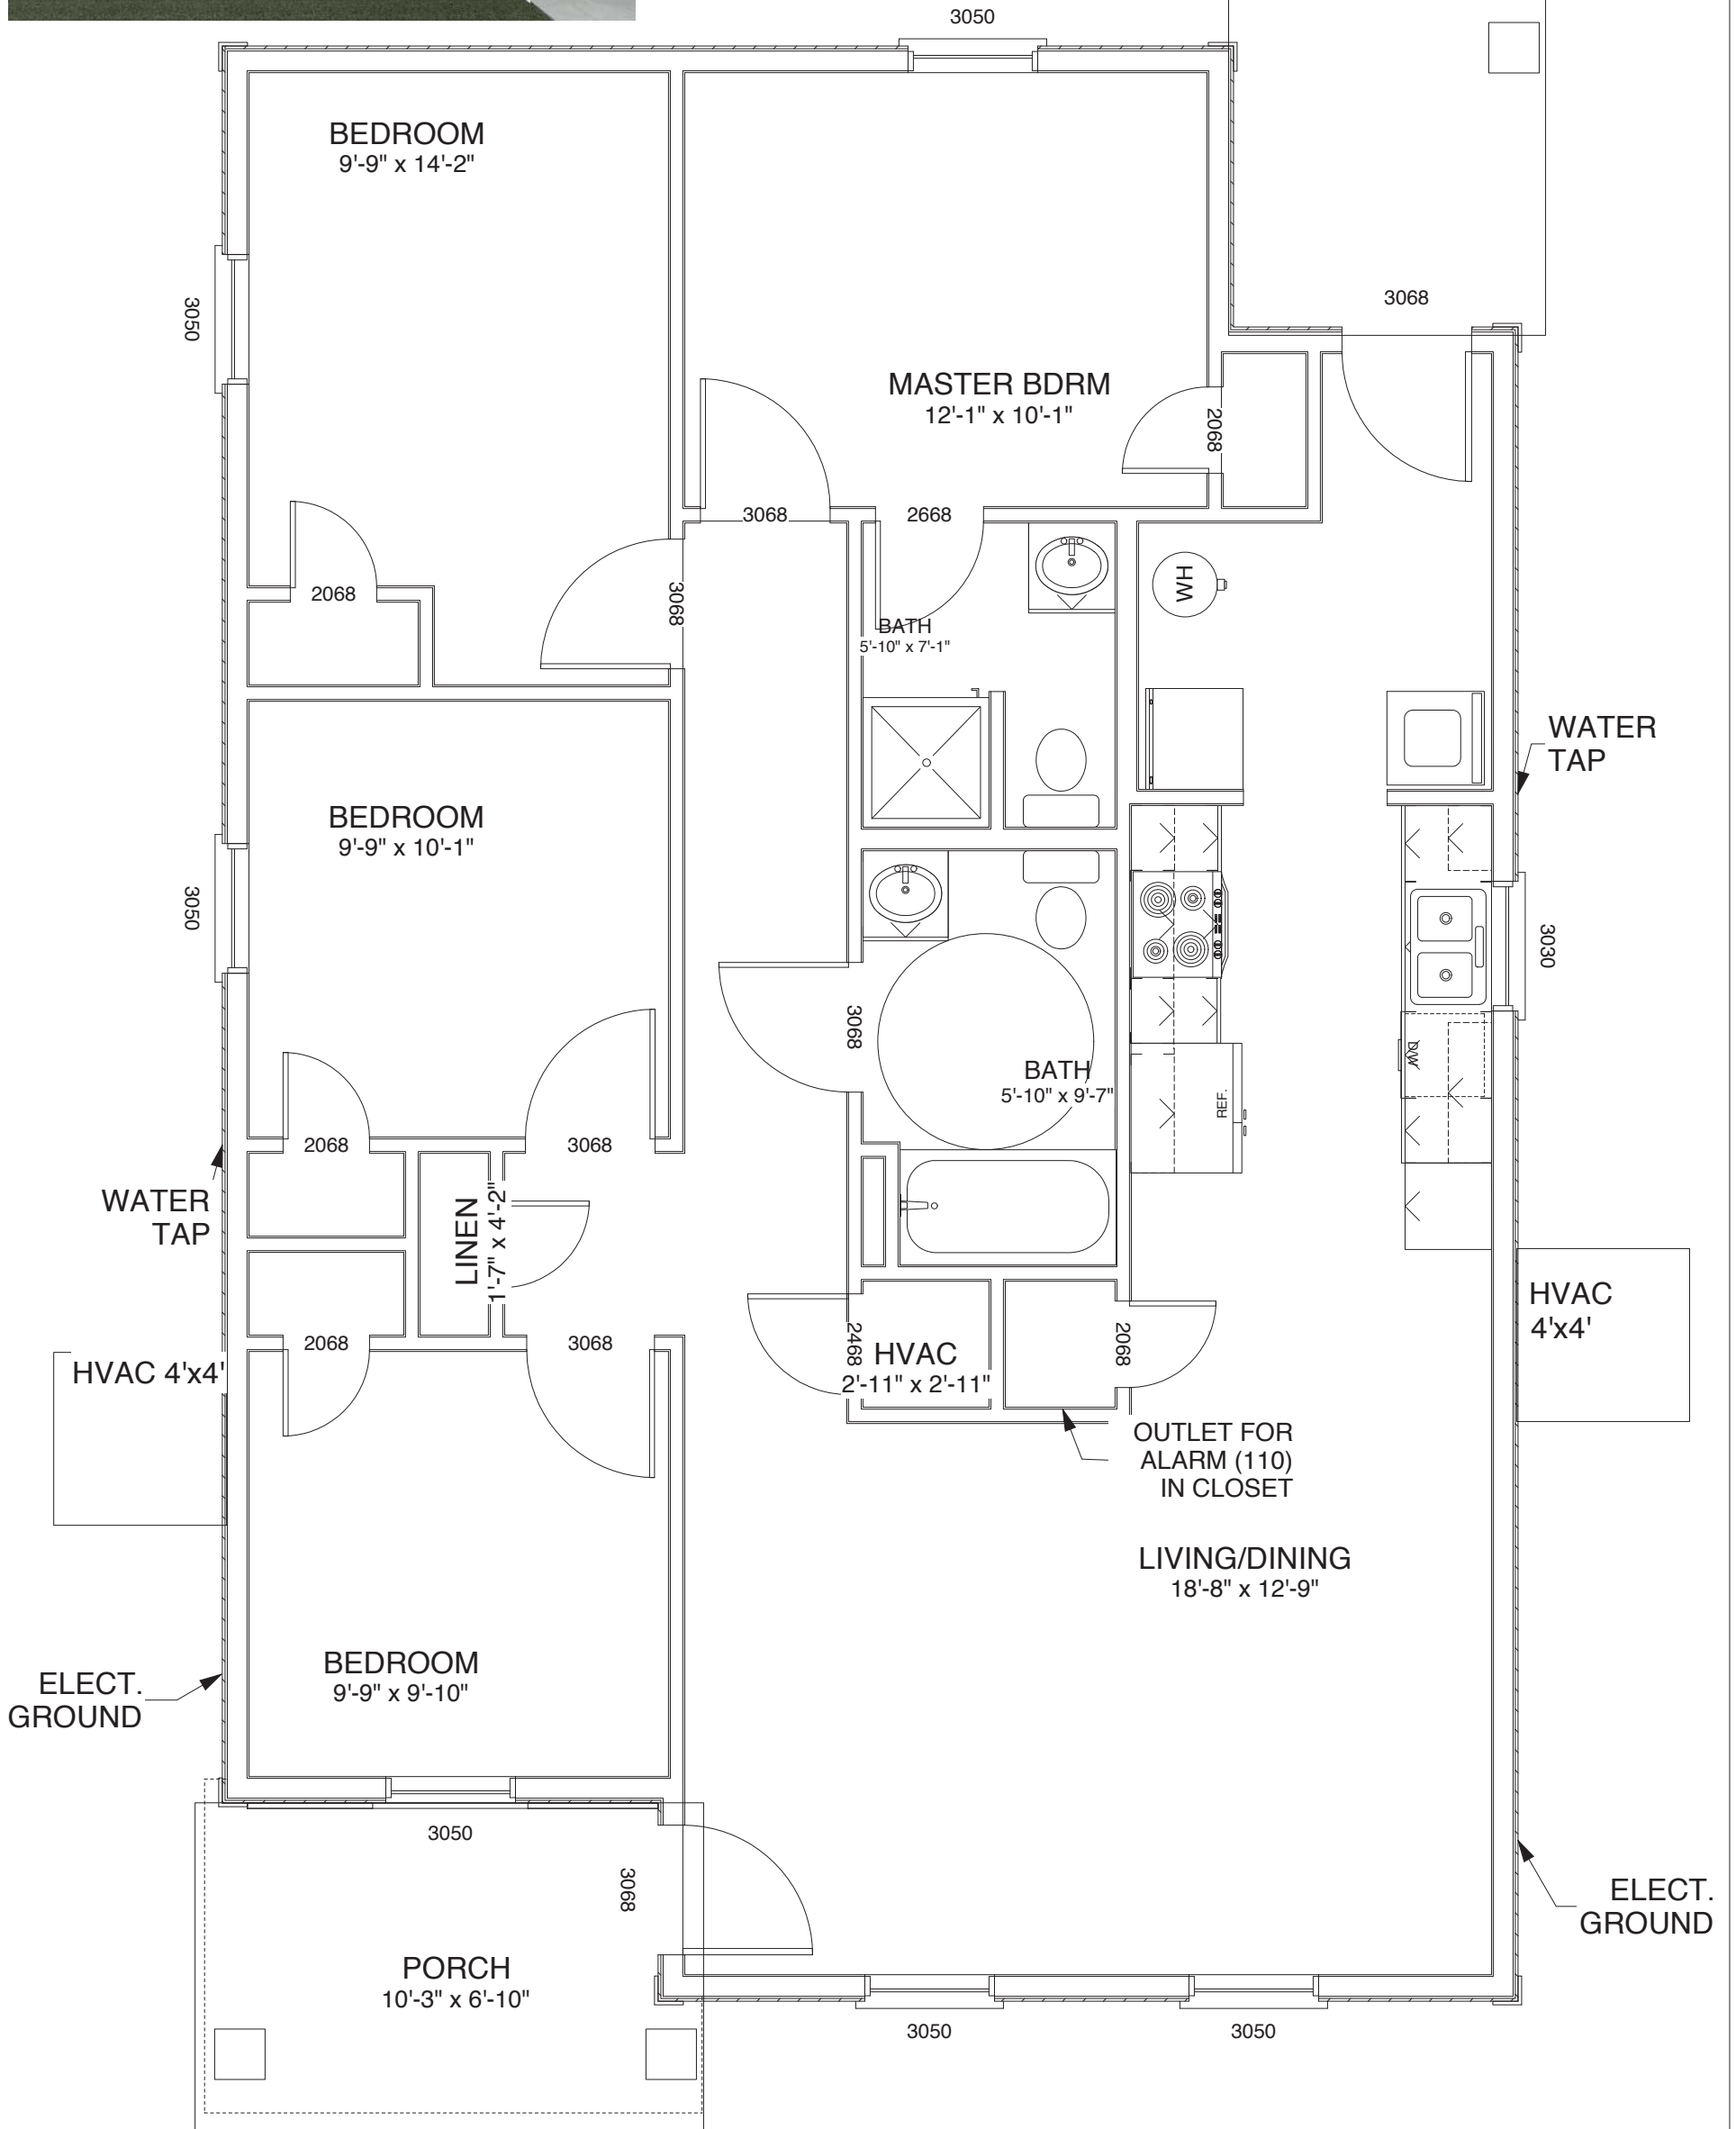 3050
BEDROOM
9'-9" x 14'-2"
3068
3050
MASTER BDRM
12'-1" x 10'-1"
2068
3068
2668
2068
3068
WH
BATH
5'-10" x 7'-1"
WATER
TAP
BEDROOM
9'-9" x 10'-1"
3050
3030
3068
D/W
BATH
5'-10" x 9'-7"
REF.
2068
3068
WATER
TAP
LINEN
1'-7" x 4'-2"
HVAC
4'x4'
2068
3068
2468
2068
HVAC
2'-11" x 2'-11"
HVAC 4'x4'
OUTLET FOR
ALARM (110)
IN CLOSET
LIVING/DINING
18'-8" x 12'-9"
BEDROOM
9'-9" x 9'-10"
ELECT.
GROUND
3050
3068
ELECT.
GROUND
PORCH
10'-3" x 6'-10"
3050
3050